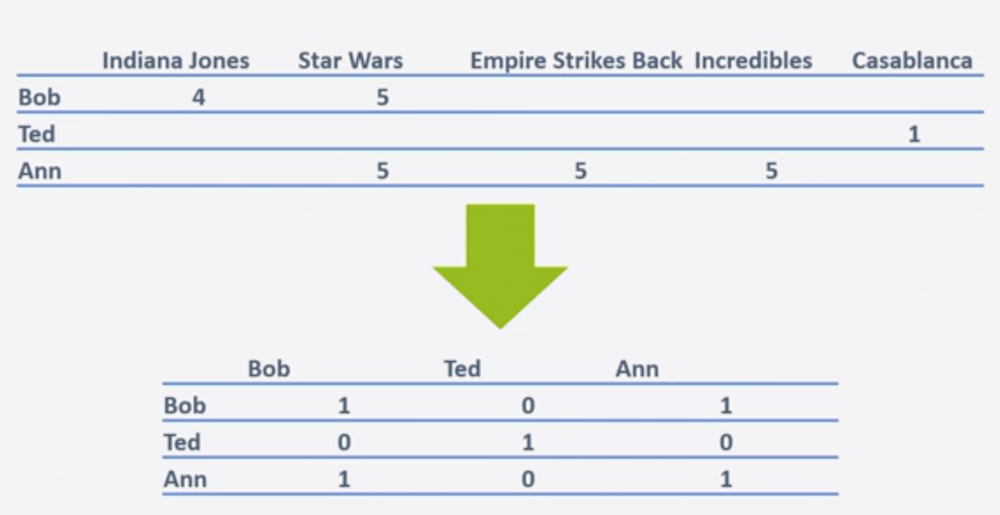 Indiana Jones Star Wars Empire Strikes Back Incredibles Casablanca
Bob 4 5
Ted 1
Ann 5 5 5
Bob Ted Ann
Bob 1 0 1
Ted 0 1 0
Ann 1 0 1